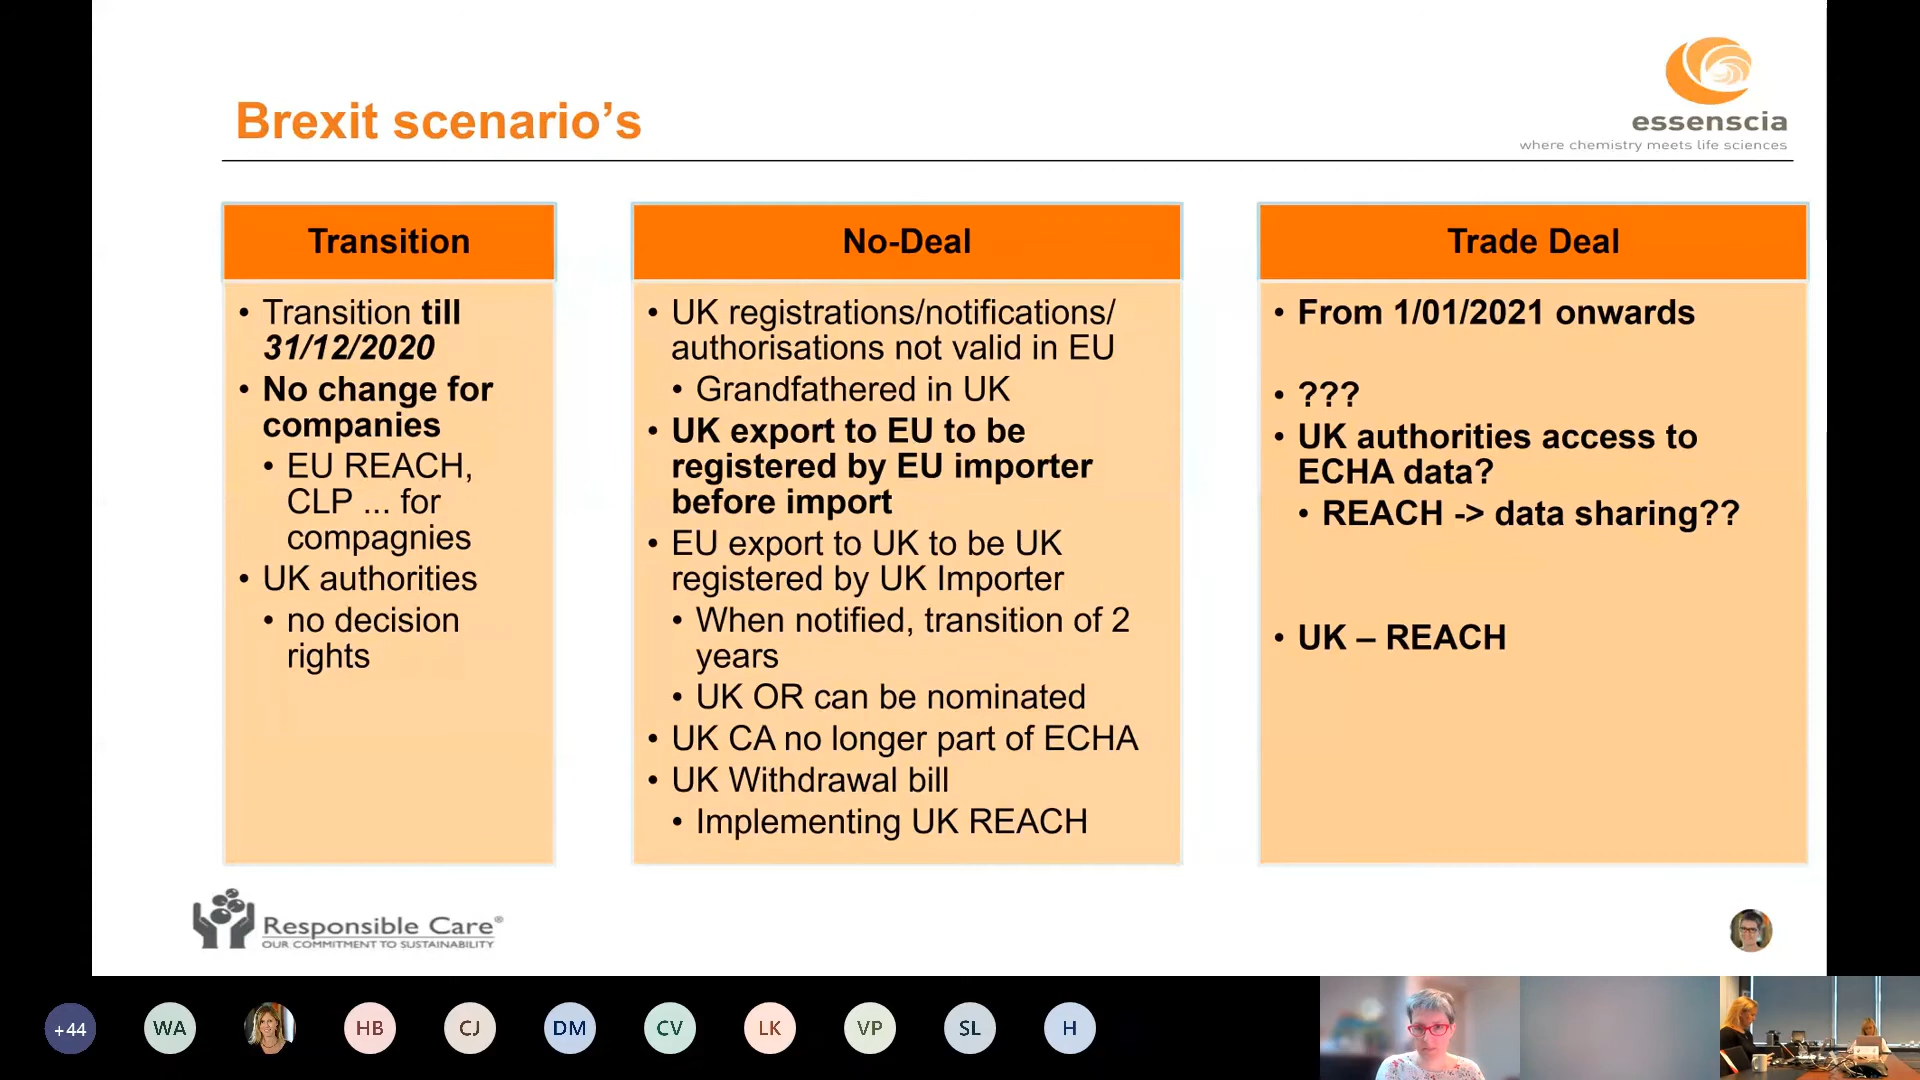 Brexit scenario’s
essenscia
where chemistry meets life sciences
Transition
• Transition till
31/12/2020
• No change for
companies
• EU REACH,
CLP ... for
compagnies
• UK authorities
• no decision
rights
No-Deal
• UK registrations/notifications/
authorisations not valid in EU
• Grandfathered in UK
• UK export to EU to be
registered by EU importer
before import
• EU export to UK to be UK
registered by UK Importer
• When notified, transition of 2
years
• UK OR can be nominated
• UK CA no longer part of ECHA
• UK Withdrawal bill
• Implementing UK REACH
Trade Deal
• From 1/01/2021 onwards
• ???
• UK authorities access to
ECHA data?
• REACH -> data sharing??
• UK – REACH
Responsible Care®
OUR COMMITMENT TO SUSTAINABILITY
+44
WA
HB
CJ
DM
CV
LK
VP
SL
H